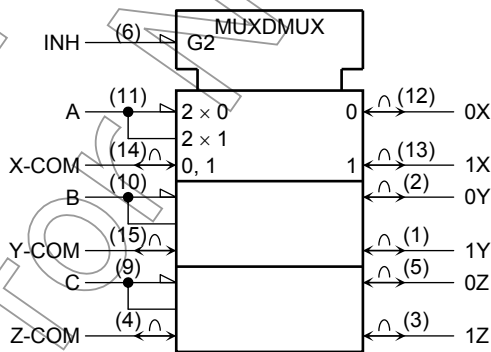 MUXDMUX
INH (6) G2
A (11) 2 × 0 0 (12) 0X
2 × 1
X-COM (14) 0, 1 1 (13) 1X
B (10) (2) 0Y
Y-COM (15) (1) 1Y
C (9) (5) 0Z
Z-COM (4) (3) 1Z